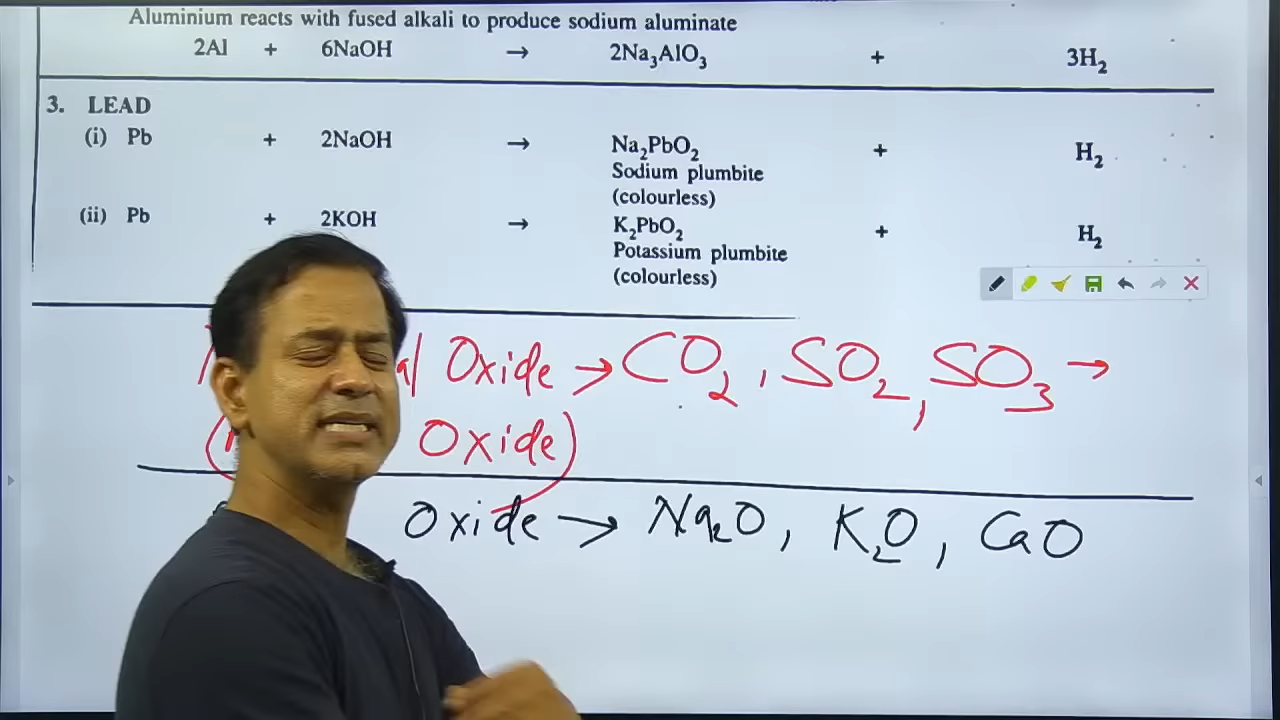 Aluminium reacts with fused alkali to produce sodium aluminate
2Al + 6NaOH → 2Na₃AlO₃ + 3H₂
3. LEAD
(i) Pb + 2NaOH → Na₂PbO₂ + H₂
Sodium plumbite
(colourless)
(ii) Pb + 2KOH → K₂PbO₂ + H₂
Potassium plumbite
(colourless)
Oxide → CO₂, SO₂, SO₃ →
Oxide)
Oxide → Na₂O, K₂O, CaO